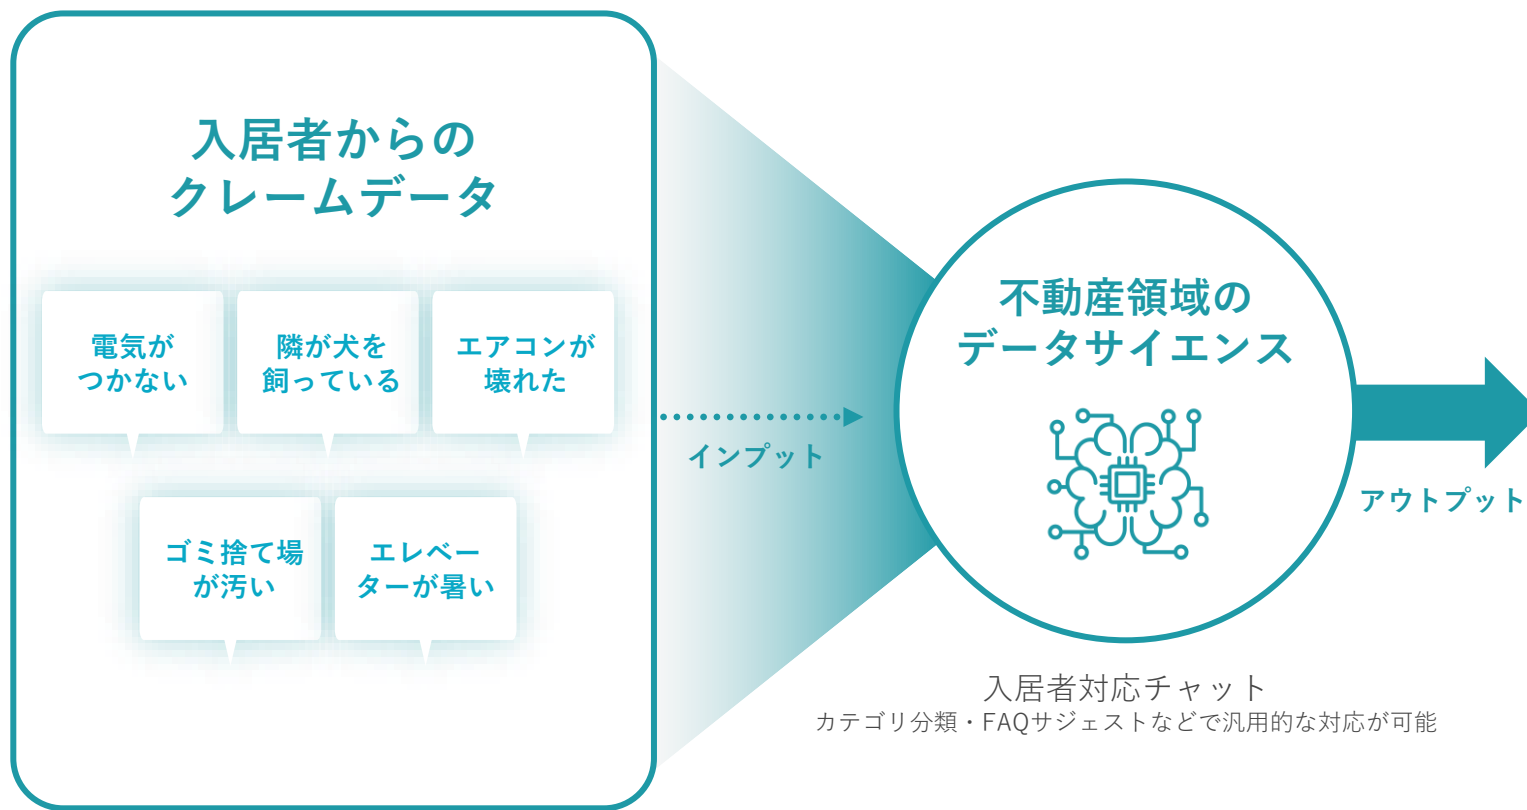 入居者からの
クレームデータ
電気が
つかない
隣が犬を
飼っている
エアコンが
壊れた
ゴミ捨て場
が汚い
エレベー
ターが暑い
インプット
不動産領域の
データサイエンス
アウトプット
入居者対応チャット
カテゴリ分類・FAQサジェストなどで汎用的な対応が可能